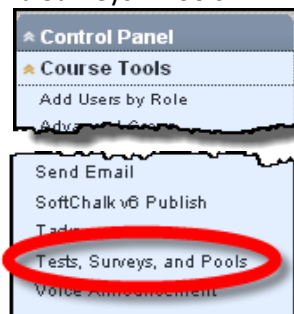 Control Panel
Course Tools
Add Users by Role
Send Email
SoftChalk v6 Publish
Tests, Surveys, and Pools
Voice Announcement